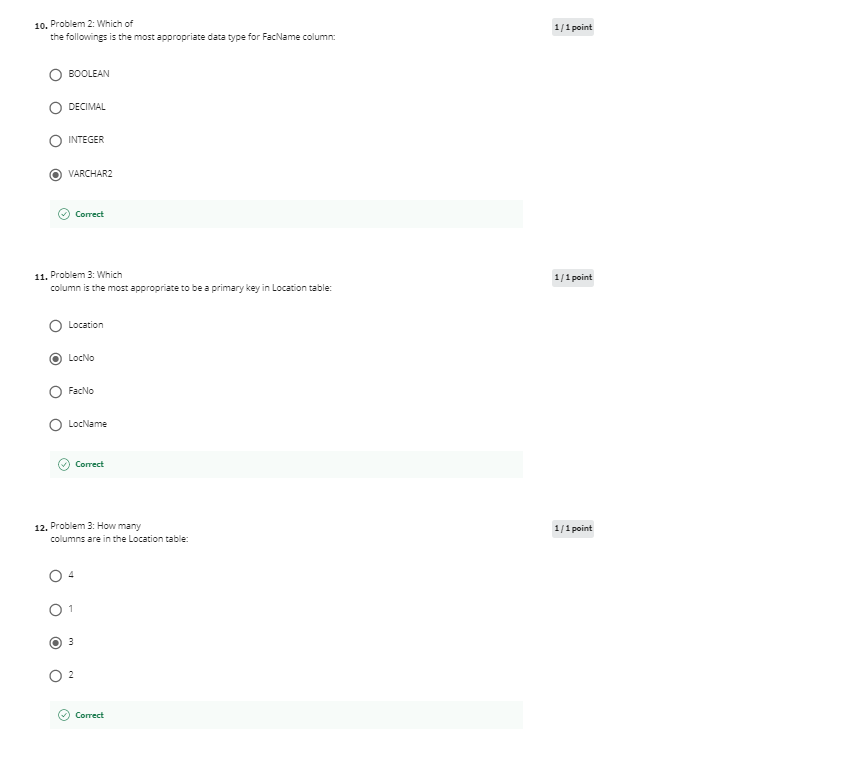 10. Problem 2: Which of
1 / 1 point
the followings is the most appropriate data type for FacName column:
BOOLEAN
DECIMAL
INTEGER
VARCHAR2
Correct
11. Problem 3: Which
1 / 1 point
column is the most appropriate to be a primary key in Location table:
Location
LocNo
FacNo
LocName
Correct
12. Problem 3: How many
1 / 1 point
columns are in the Location table:
4
1
3
2
Correct